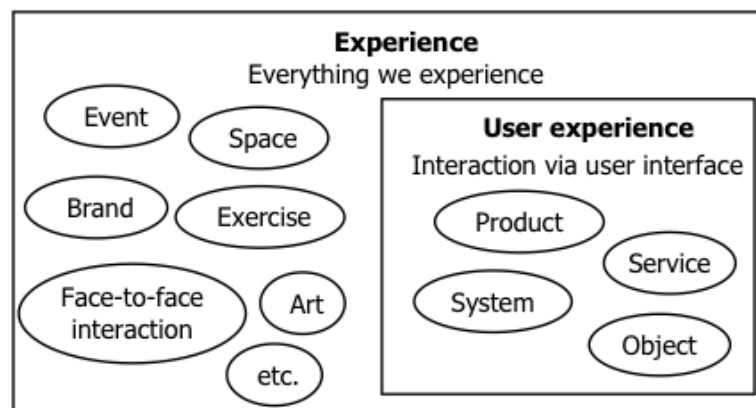 Experience
Everything we experience
Event
Space
Brand
Exercise
Face-to-face
interaction
Art
etc.
User experience
Interaction via user interface
Product
Service
System
Object